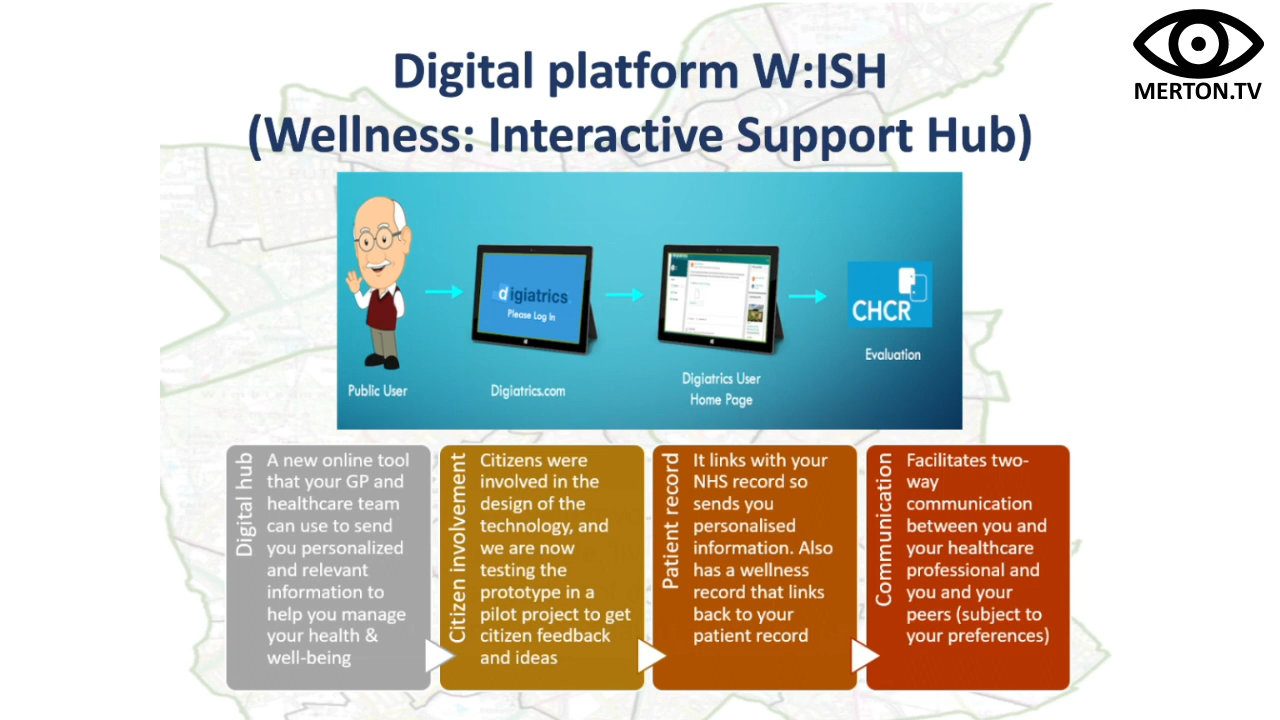 MERTON.TV
Digital platform W:ISH
(Wellness: Interactive Support Hub)
digiatrics
Please Log In
CHCR
Evaluation
Public User
Digiatrics.com
Digiatrics User
Home Page
Digital hub
A new online tool
that your GP and
healthcare team
can use to send
you personalized
and relevant
information to
help you manage
your health &
well-being
Citizen involvement
Citizens were
involved in the
design of the
technology, and
we are now
testing the
prototype in a
pilot project to get
citizen feedback
and ideas
Patient record
It links with your
NHS record so
sends you
personalised
information. Also
has a wellness
record that links
back to your
patient record
Communication
Facilitates two-
way
communication
between you and
your healthcare
professional and
you and your
peers (subject to
your preferences)